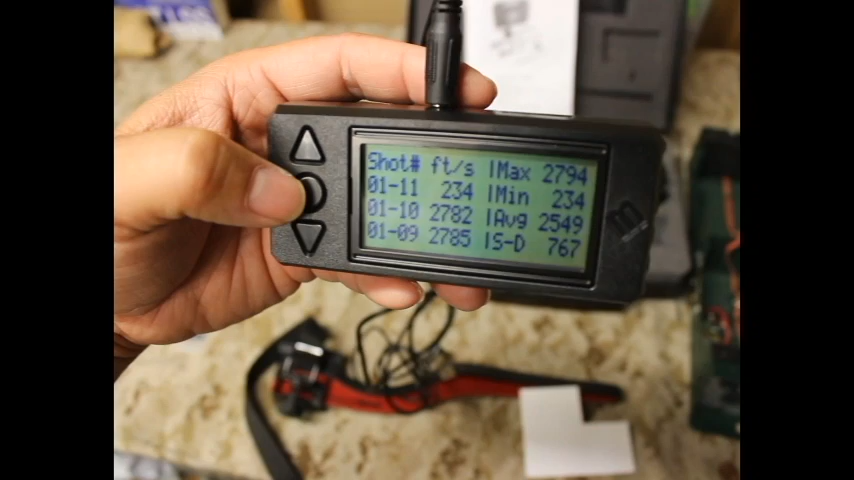 Shot# ft/s |Max 2794
01-11 234 |Min 234
01-10 2782 |Avg 2549
01-09 2785 |S-D 767